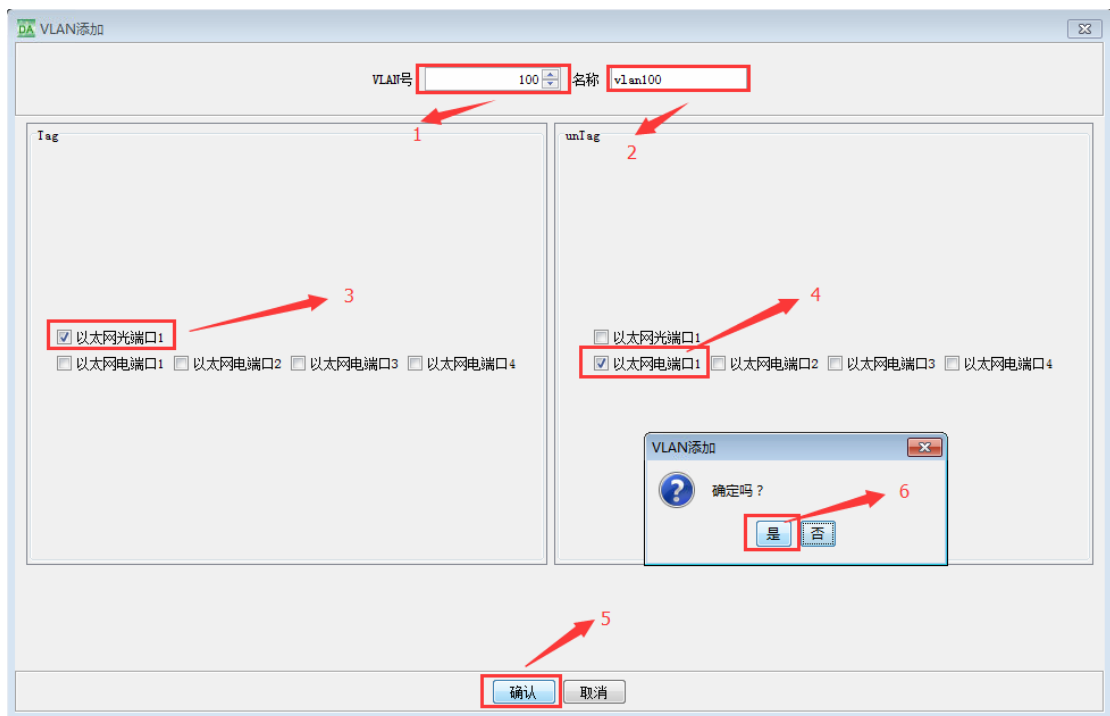 DA VLAN添加
VLAN号 100 名称 vlan100
1
2
Tag
unTag
3
4
以太网光端口1
以太网电端口1 以太网电端口2 以太网电端口3 以太网电端口4
以太网光端口1
以太网电端口1 以太网电端口2 以太网电端口3 以太网电端口4
VLAN添加
确定吗？
6
是 否
5
确认 取消